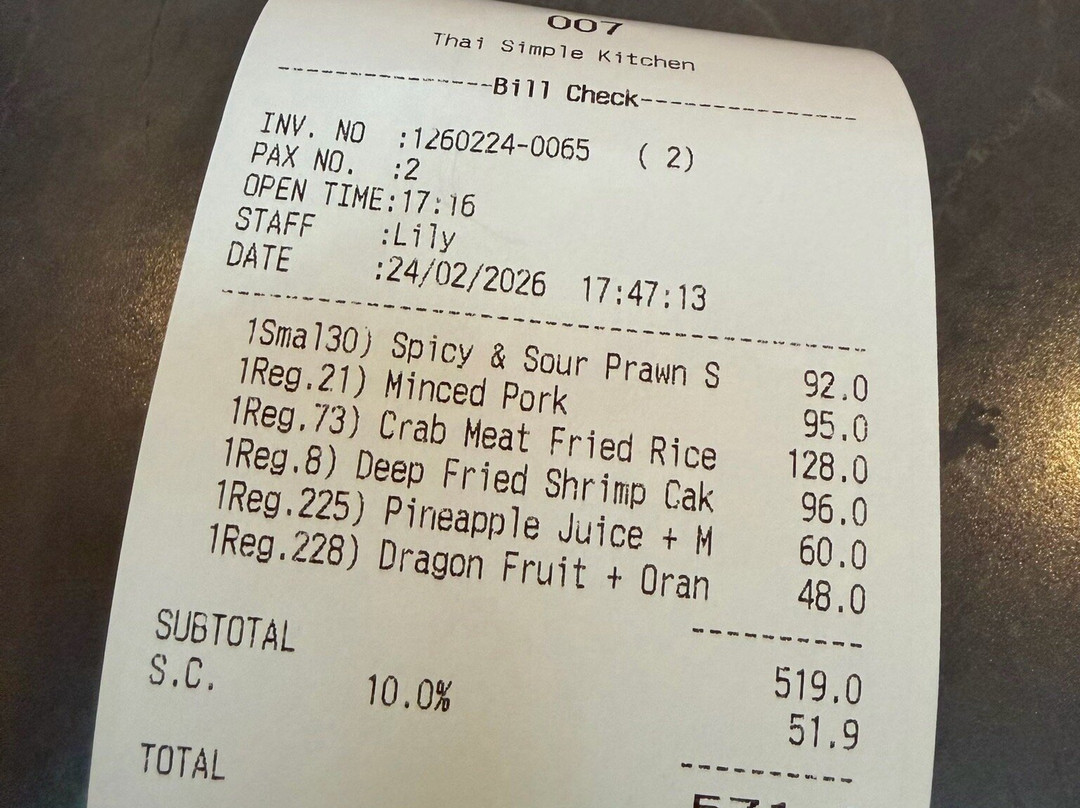 007
Thai Simple Kitchen
---------------Bill Check---------------
INV. NO :1260224-0065 ( 2)
PAX NO. :2
OPEN TIME:17:16
STAFF :Lily
DATE :24/02/2026 17:47:13
1Smal30) Spicy & Sour Prawn S 92.0
1Reg.21) Minced Pork 95.0
1Reg.73) Crab Meat Fried Rice 128.0
1Reg.8) Deep Fried Shrimp Cak 96.0
1Reg.225) Pineapple Juice + M 60.0
1Reg.228) Dragon Fruit + Oran 48.0
SUBTOTAL 519.0
S.C. 10.0% 51.9
TOTAL